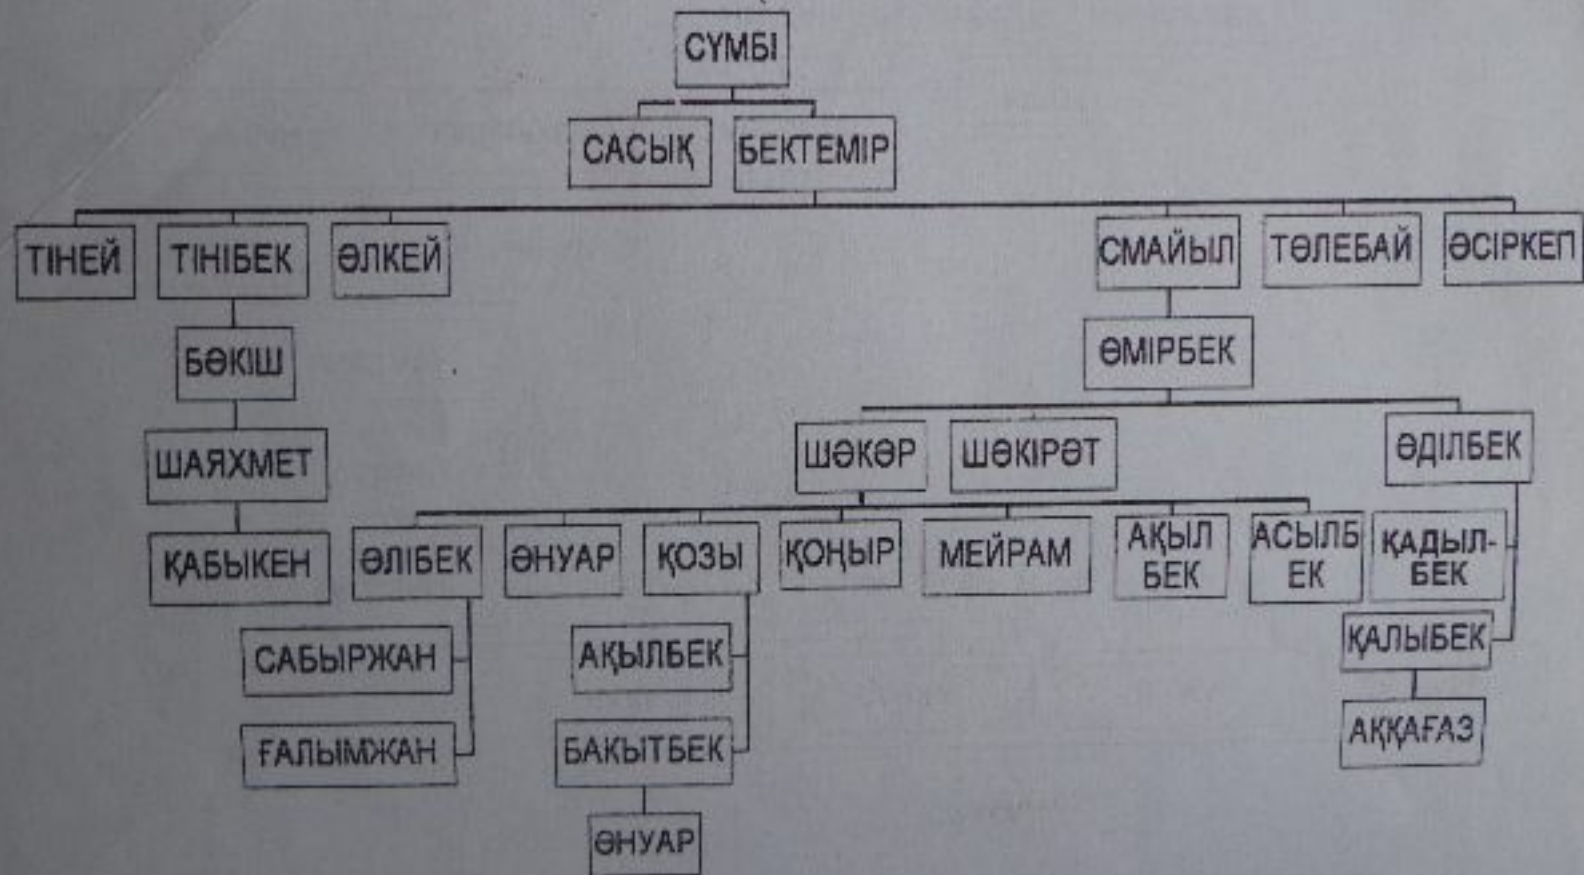 СҮМБІ
САСЫҚ БЕКТЕМІР
ТІНЕЙ ТІНІБЕК ӘЛКЕЙ СМАЙЫЛ ТӨЛЕБАЙ ӘСІРКЕП
БӘКІШ ӨМІРБЕК
ШАЯХМЕТ ШӘКӘР ШӘКІРӘТ ӘДІЛБЕК
ҚАБЫКЕН ӘЛІБЕК ӘНУАР ҚОЗЫ ҚОҢЫР МЕЙРАМ АҚЫЛ АСЫЛБ ҚАДЫЛ-
БЕК ЕК БЕК
САБЫРЖАН АҚЫЛБЕК ҚАЛЫБЕК
ҒАЛЫМЖАН БАКЫТБЕК АҚҚАҒАЗ
ӘНУАР